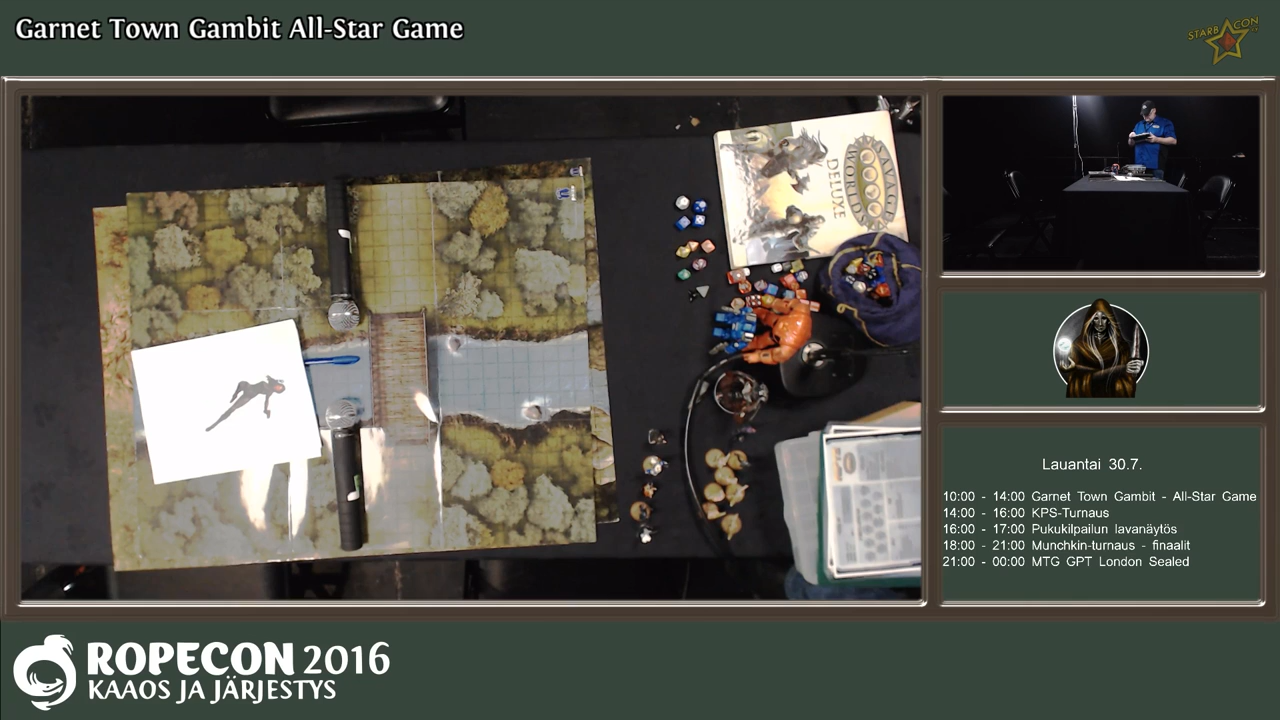 Garnet Town Gambit All-Star Game
STARB CON
SAVAGE
WORLDS
DELUXE
Lauantai 30.7.
10:00 - 14:00 Garnet Town Gambit - All-Star Game
14:00 - 16:00 KPS-Turnaus
16:00 - 17:00 Pukukilpailun lavanäytös
18:00 - 21:00 Munchkin-turnaus - finaalit
21:00 - 00:00 MTG GPT London Sealed
ROPECON 2016
KAAOS JA JÄRJESTYS